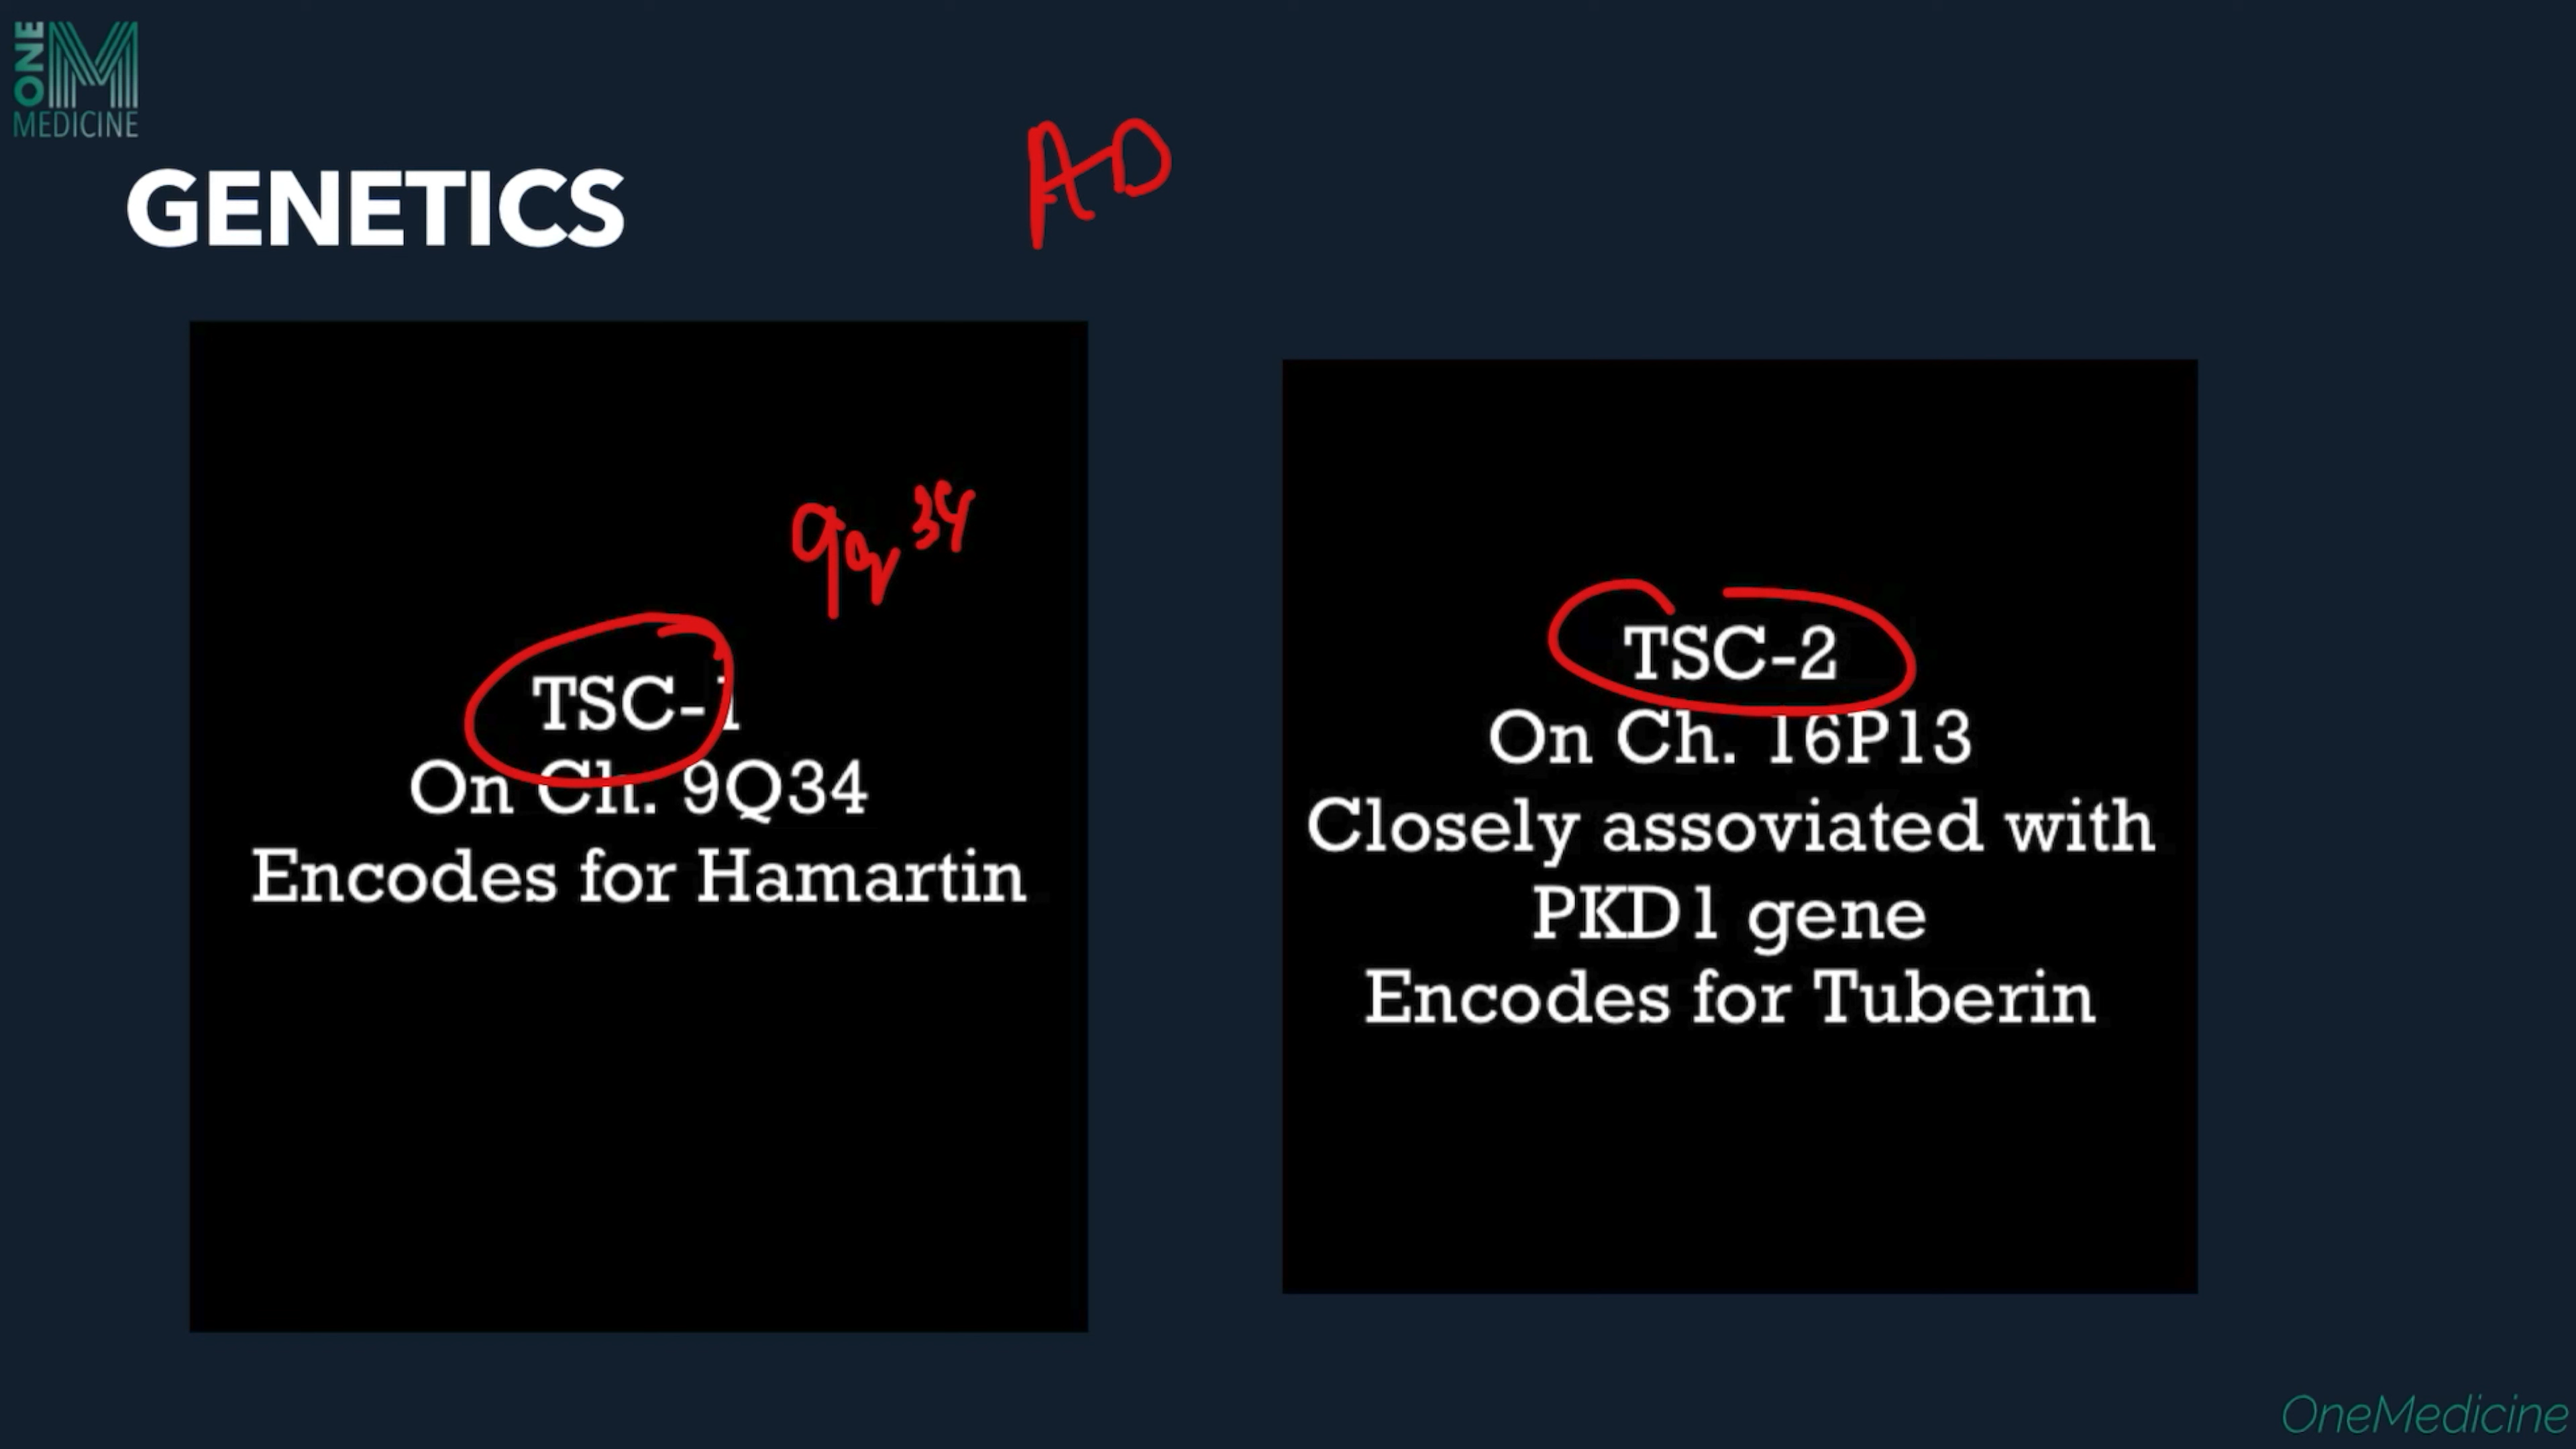 ONE
MEDICINE
AD
GENETICS
9q34
TSC-1
On Ch. 9Q34
Encodes for Hamartin
TSC-2
On Ch. 16P13
Closely assoviated with
PKD1 gene
Encodes for Tuberin
OneMedicine